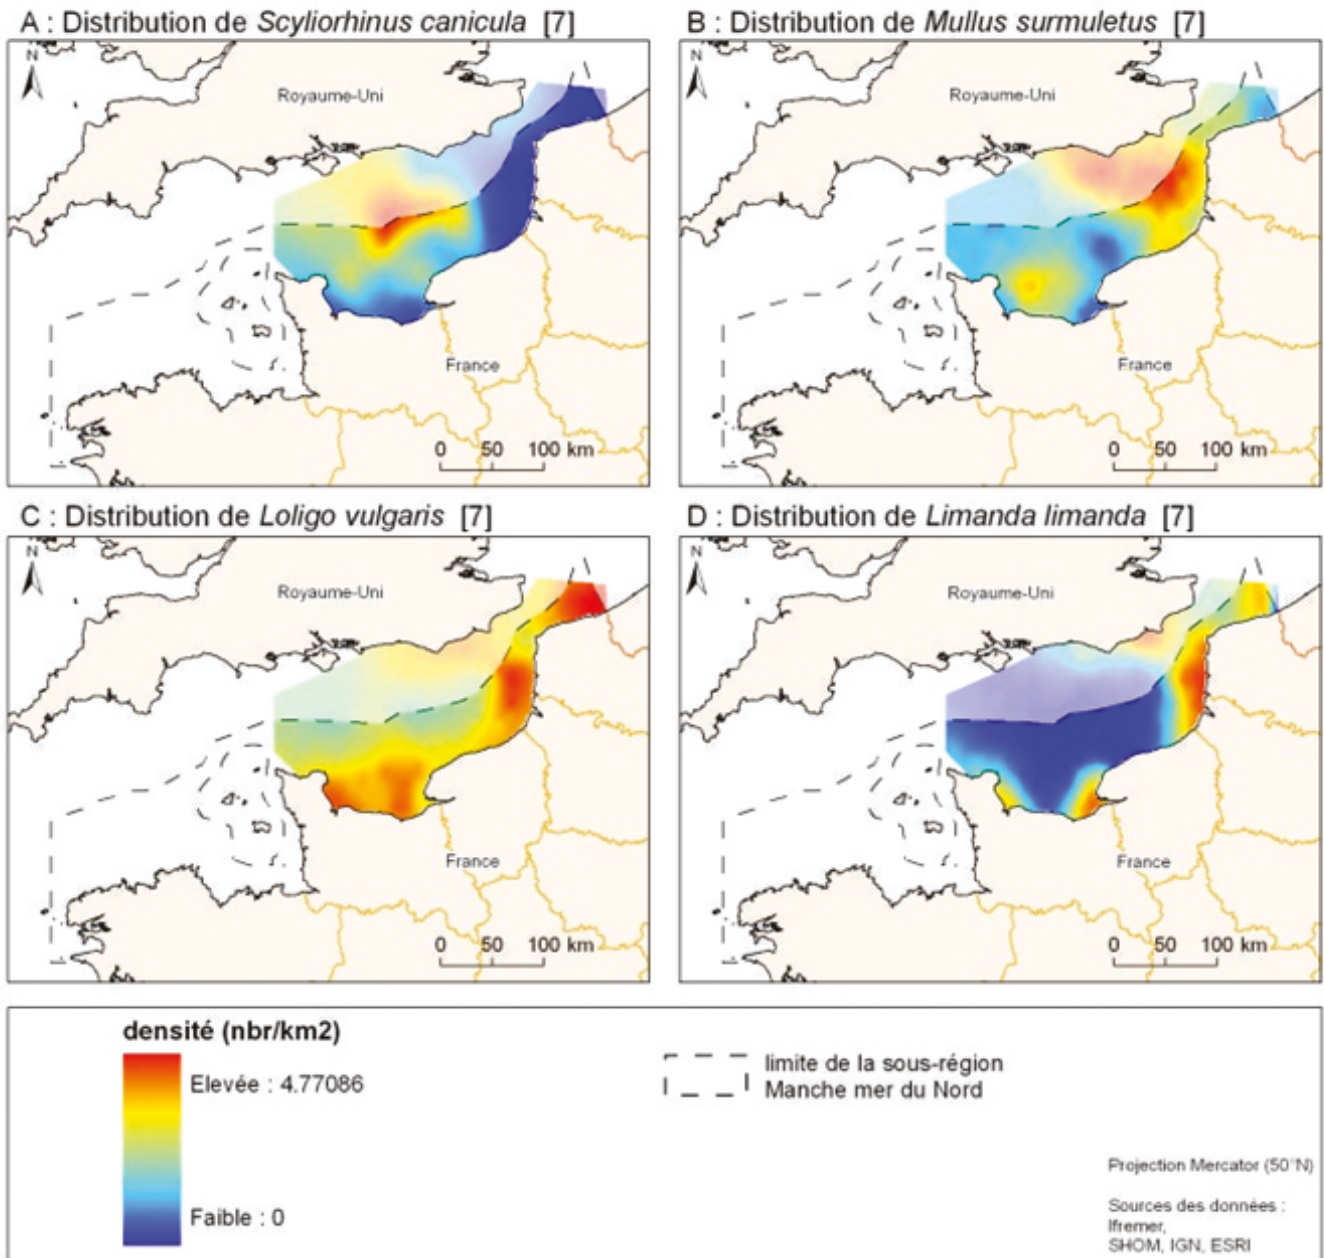 A : Distribution de Scyliorhinus canicula [7]
N
Royaume-Uni
France
0 50 100 km
B : Distribution de Mullus surmuletus [7]
N
Royaume-Uni
France
0 50 100 km
C : Distribution de Loligo vulgaris [7]
N
Royaume-Uni
France
0 50 100 km
D : Distribution de Limanda limanda [7]
N
Royaume-Uni
France
0 50 100 km
densité (nbr/km2)
Elevée : 4.77086
Faible : 0
limite de la sous-région
Manche mer du Nord
Projection Mercator (50°N)
Sources des données :
Ifremer,
SHOM, IGN, ESRI